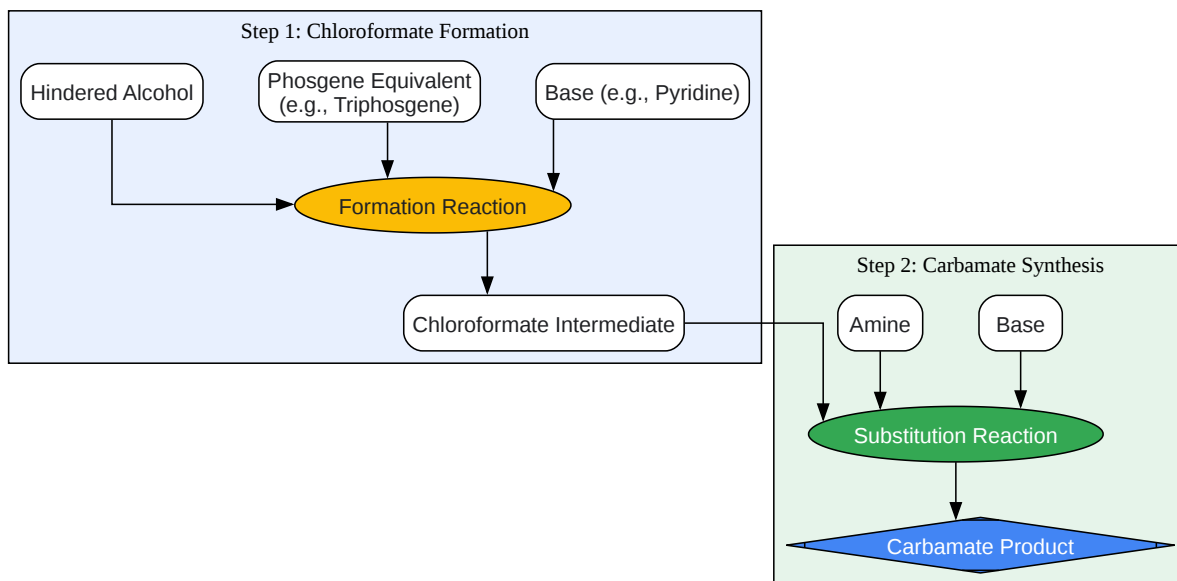 Step 1: Chloroformate Formation
Hindered Alcohol
Phosgene Equivalent
(e.g., Triphosgene)
Base (e.g., Pyridine)
Formation Reaction
Chloroformate Intermediate
Step 2: Carbamate Synthesis
Amine
Base
Substitution Reaction
Carbamate Product